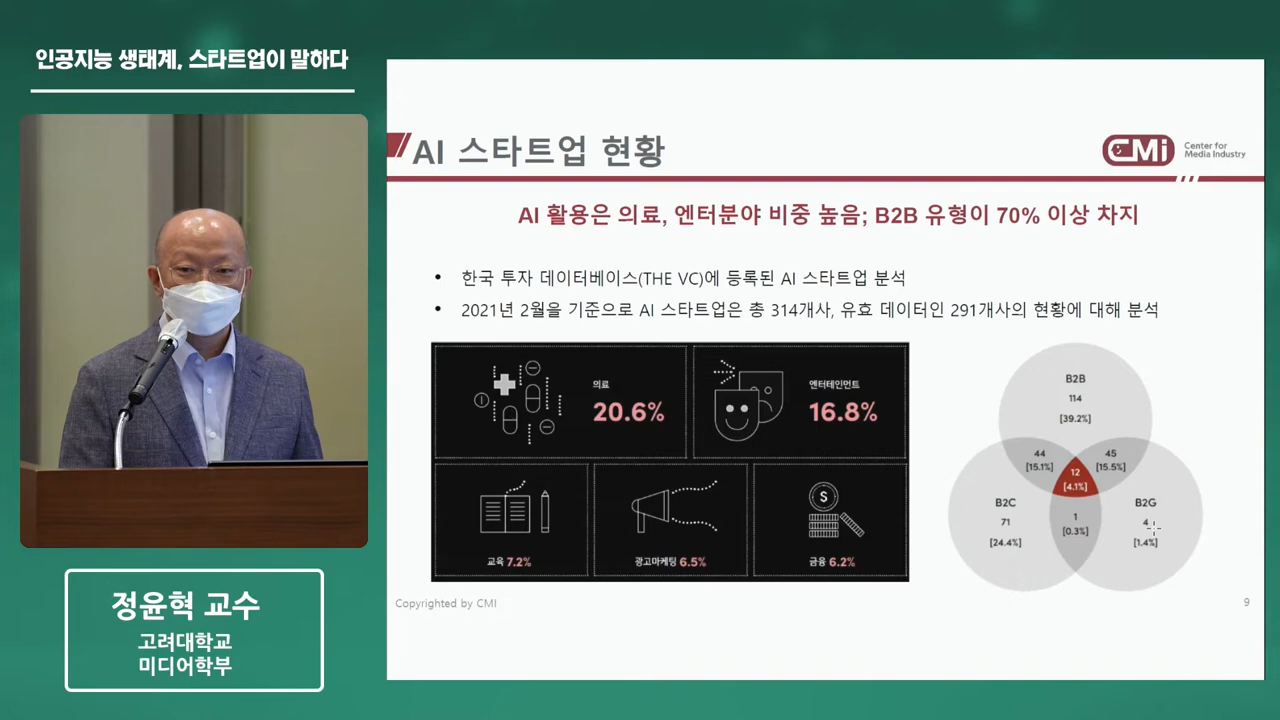 인공지능 생태계, 스타트업이 말하다
AI 스타트업 현황
CMi
Center for
Media Industry
AI 활용은 의료, 엔터분야 비중 높음; B2B 유형이 70% 이상 차지
• 한국 투자 데이터베이스(THE VC)에 등록된 AI 스타트업 분석
• 2021년 2월을 기준으로 AI 스타트업은 총 314개사, 유효 데이터인 291개사의 현황에 대해 분석
의료
20.6%
엔터테인먼트
16.8%
교육 7.2%
광고마케팅 6.5%
$
금융 6.2%
B2B
114
[39.2%]
44
[15.1%]
45
[15.5%]
12
[4.1%]
B2C
71
[24.4%]
1
[0.3%]
B2G
4
[1.4%]
Copyrighted by CMI
9
정윤혁 교수
고려대학교
미디어학부